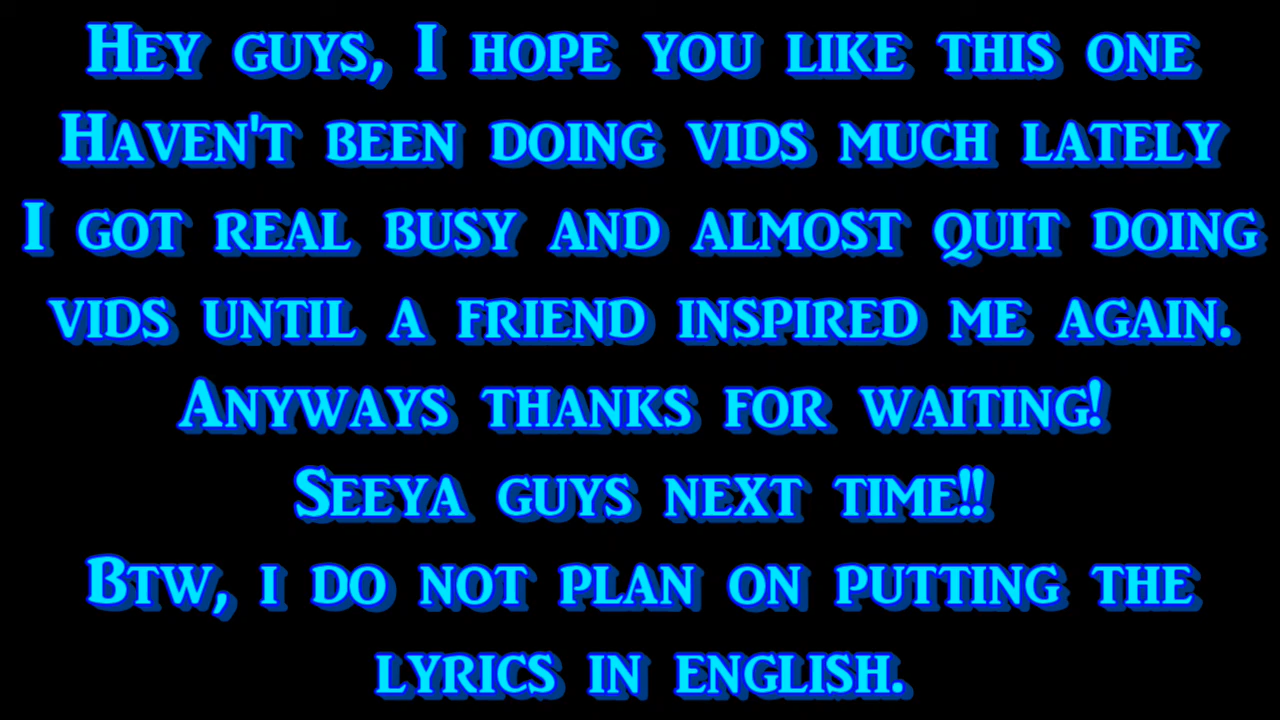 Hey guys, I hope you like this one
Haven't been doing vids much lately
I got real busy and almost quit doing
vids until a friend inspired me again.
Anyways thanks for waiting!
Seeya guys next time!!
Btw, i do not plan on putting the
lyrics in english.